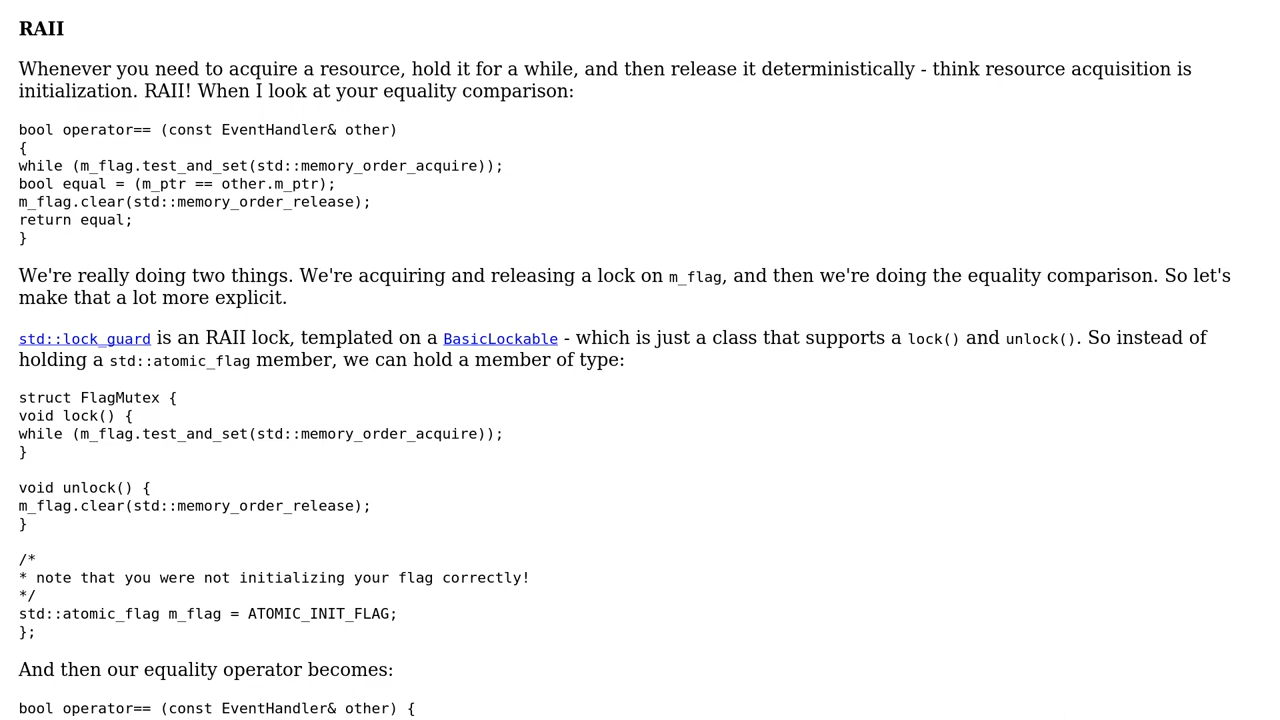 RAII
Whenever you need to acquire a resource, hold it for a while, and then release it deterministically - think resource acquisition is
initialization. RAII! When I look at your equality comparison:
bool operator== (const EventHandler& other)
{
while (m_flag.test_and_set(std::memory_order_acquire));
bool equal = (m_ptr == other.m_ptr);
m_flag.clear(std::memory_order_release);
return equal;
}
We're really doing two things. We're acquiring and releasing a lock on m_flag, and then we're doing the equality comparison. So let's
make that a lot more explicit.
std::lock_guard is an RAII lock, templated on a BasicLockable - which is just a class that supports a lock() and unlock(). So instead of
holding a std::atomic_flag member, we can hold a member of type:
struct FlagMutex {
void lock() {
while (m_flag.test_and_set(std::memory_order_acquire));
}
void unlock() {
m_flag.clear(std::memory_order_release);
}
/*
* note that you were not initializing your flag correctly!
*/
std::atomic_flag m_flag = ATOMIC_INIT_FLAG;
};
And then our equality operator becomes:
bool operator== (const EventHandler& other) {